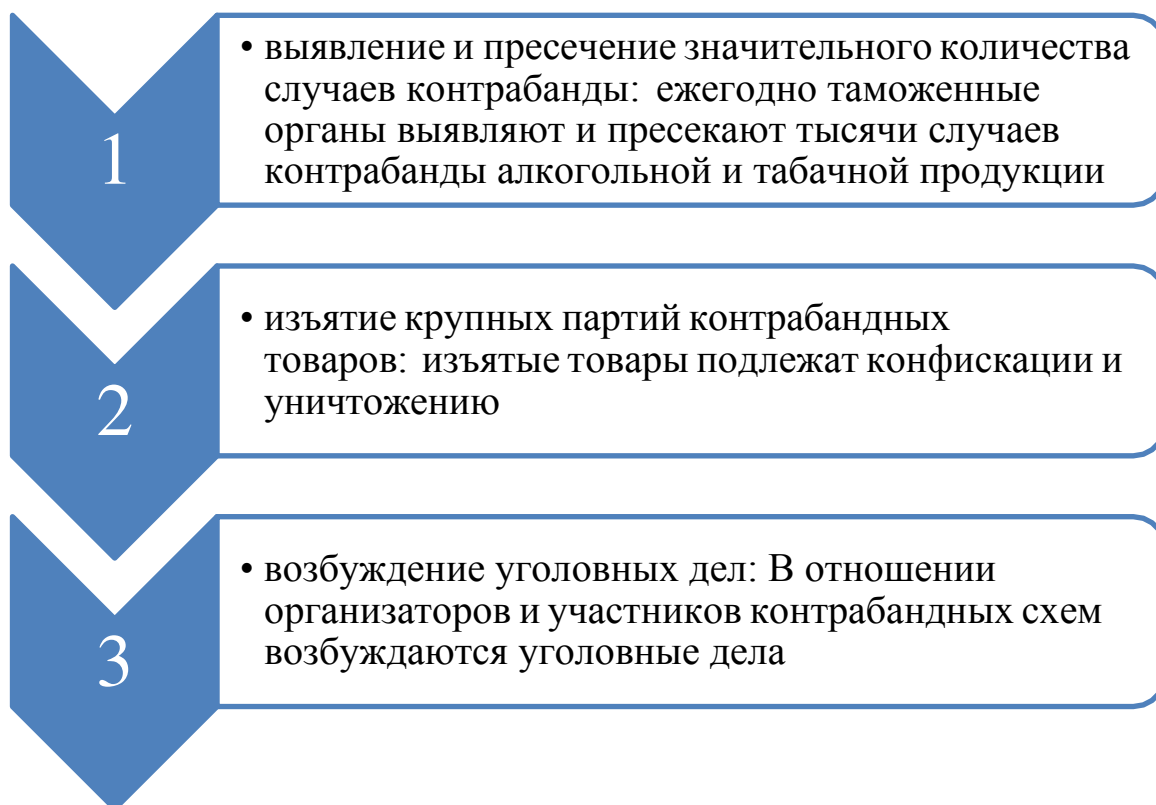 1
• выявление и пресечение значительного количества
случаев контрабанды: ежегодно таможенные
органы выявляют и пресекают тысячи случаев
контрабанды алкогольной и табачной продукции
2
• изъятие крупных партий контрабандных
товаров: изъятые товары подлежат конфискации и
уничтожению
3
• возбуждение уголовных дел: В отношении
организаторов и участников контрабандных схем
возбуждаются уголовные дела